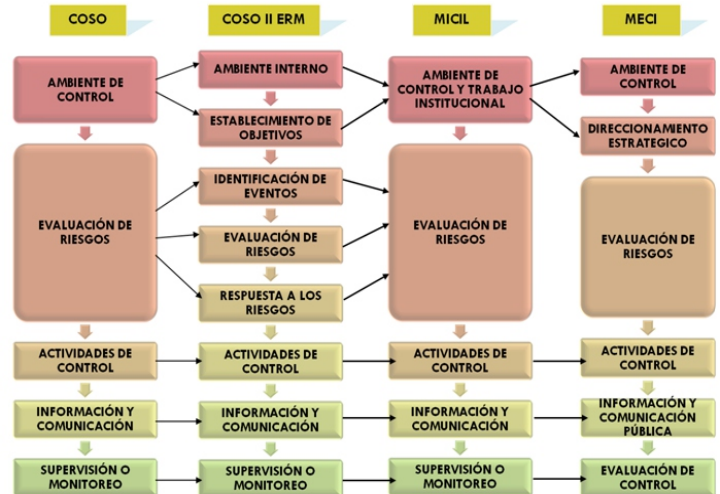 COSO
COSO II ERM
MICIL
MECI
AMBIENTE DE
CONTROL
EVALUACIÓN DE
RIESGOS
ACTIVIDADES DE
CONTROL
INFORMACIÓN Y
COMUNICACIÓN
SUPERVISIÓN O
MONITOREO
AMBIENTE INTERNO
ESTABLECIMIENTO DE
OBJETIVOS
IDENTIFICACIÓN DE
EVENTOS
EVALUACIÓN DE
RIESGOS
RESPUESTA A LOS
RIESGOS
ACTIVIDADES DE
CONTROL
INFORMACIÓN Y
COMUNICACIÓN
SUPERVISIÓN O
MONITOREO
AMBIENTE DE
CONTROL Y TRABAJO
INSTITUCIONAL
EVALUACIÓN DE
RIESGOS
ACTIVIDADES DE
CONTROL
INFORMACIÓN Y
COMUNICACIÓN
SUPERVISIÓN O
MONITOREO
AMBIENTE DE
CONTROL
DIRECCIONAMIENTO
ESTRATEGICO
EVALUACIÓN DE
RIESGOS
ACTIVIDADES DE
CONTROL
INFORMACIÓN Y
COMUNICACIÓN
PÚBLICA
EVALUACIÓN DE
CONTROL